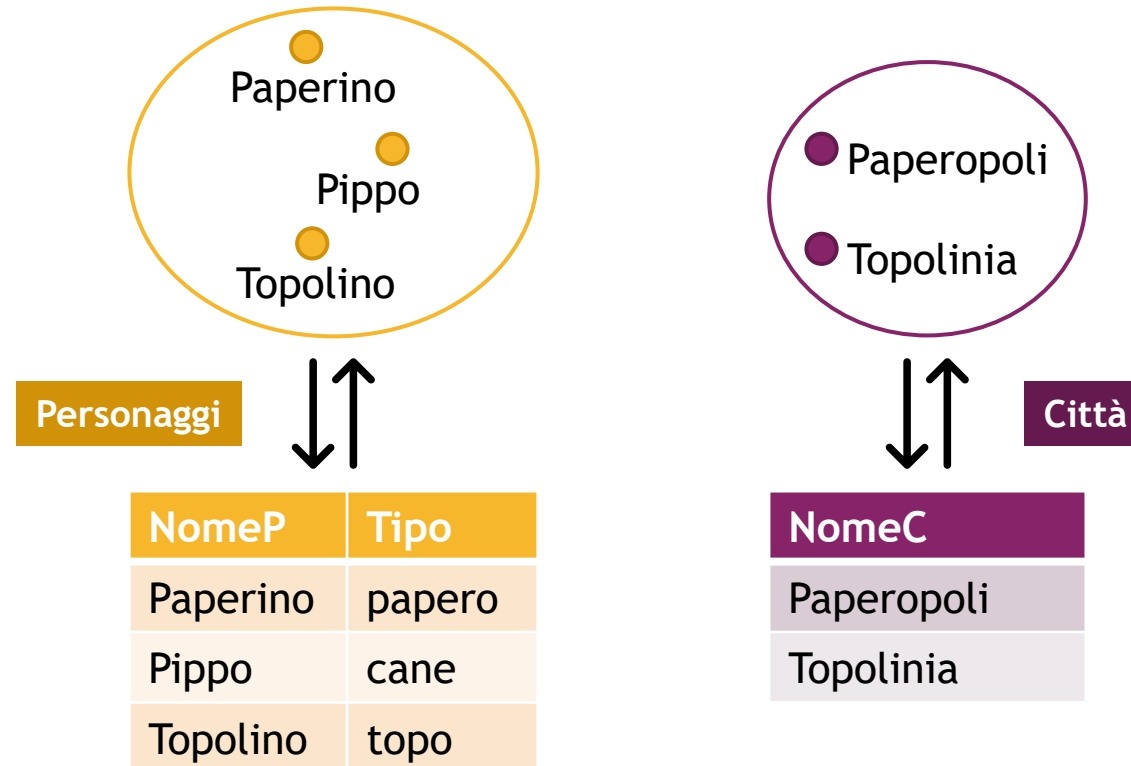 Paperino
Pippo
Topolino
Paperopoli
Topolinia
Personaggi
Città
NomeP Tipo
Paperino papero
Pippo cane
Topolino topo
NomeC
Paperopoli
Topolinia